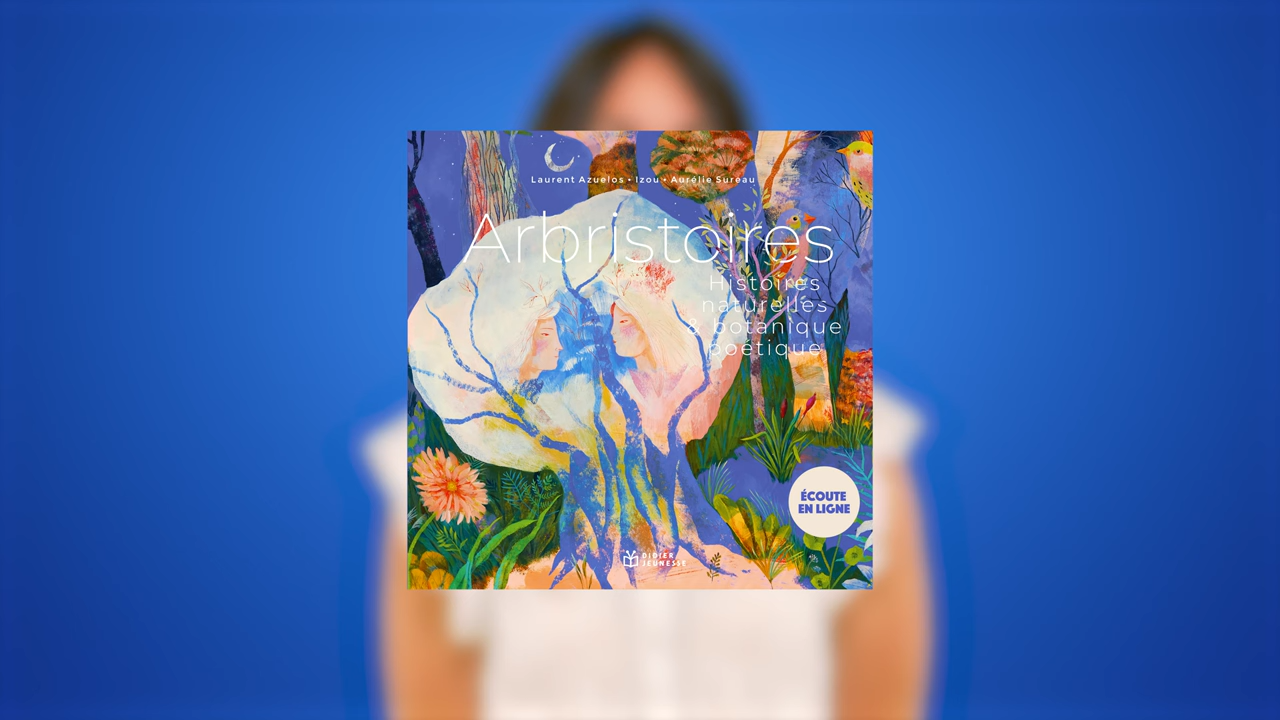 Laurent Azuelos • Izou • Aurélie Sureau
Arbristoires
Histoires
naturelles
& botanique
poétique
ÉCOUTE
EN LIGNE
DIDIER
JEUNESSE